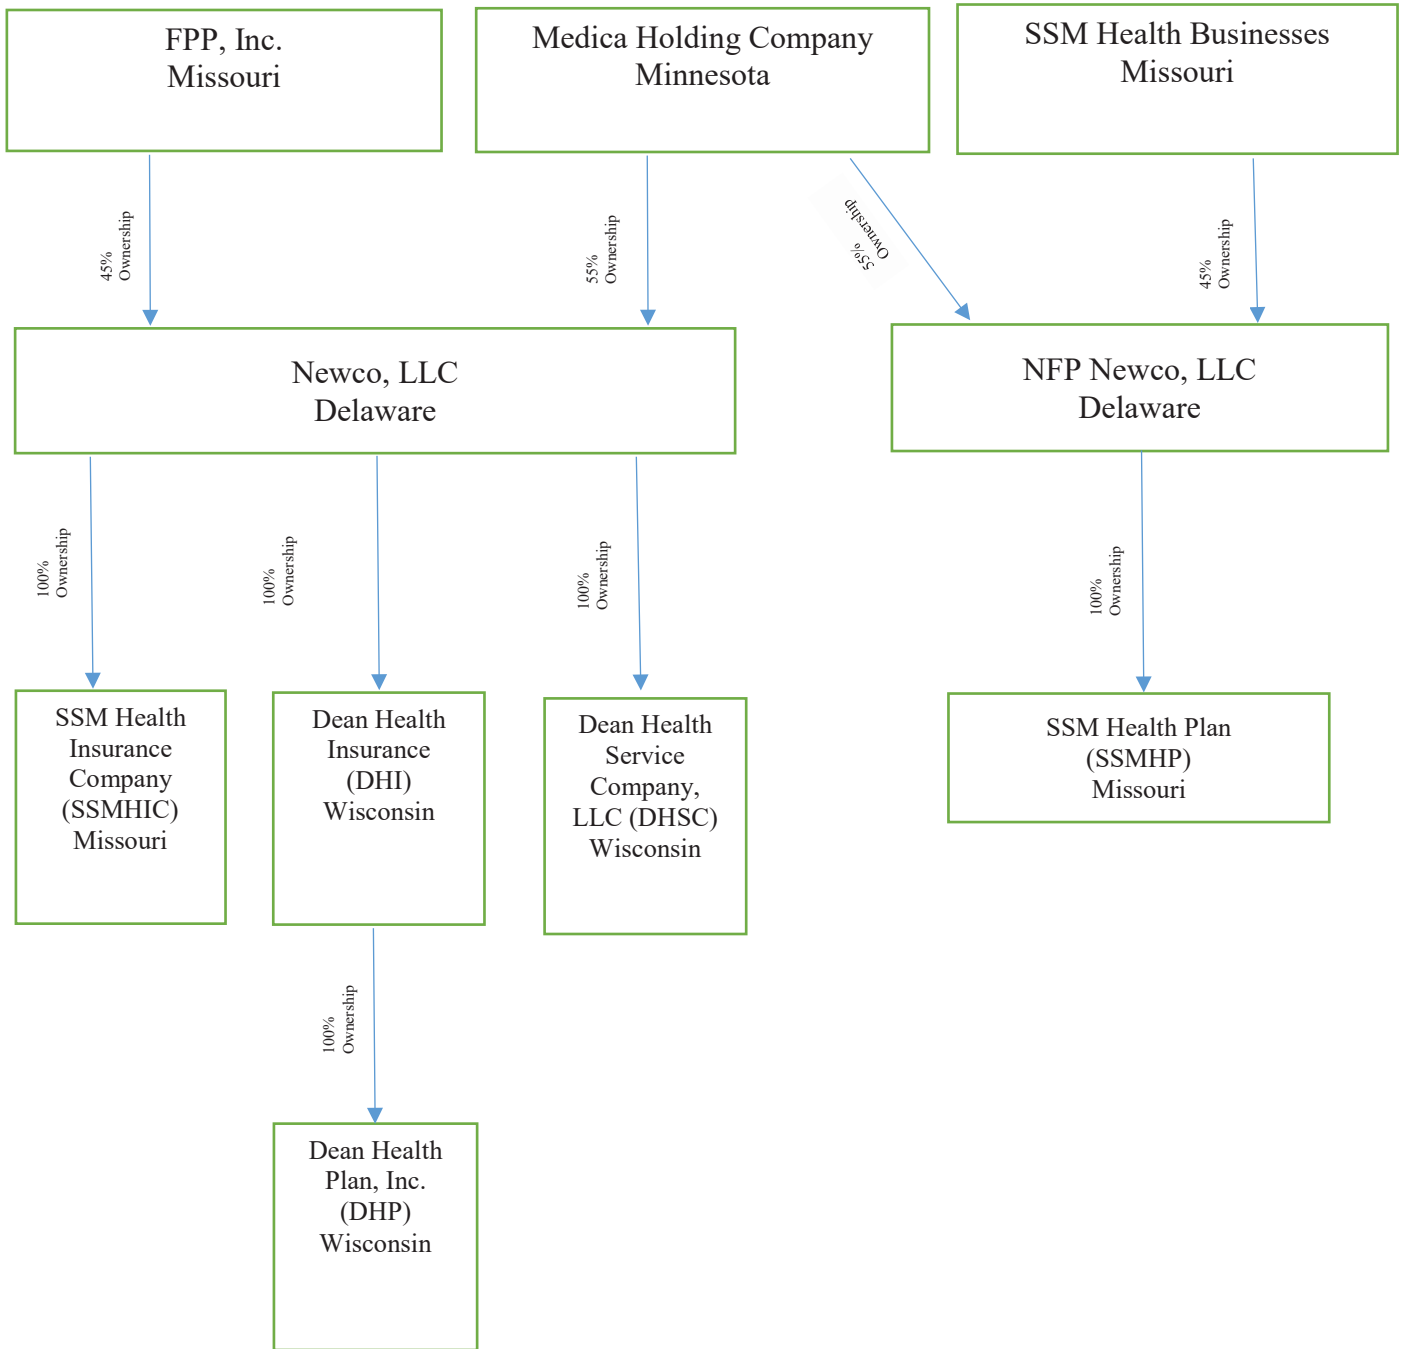 FPP, Inc.
Missouri
Medica Holding Company
Minnesota
SSM Health Businesses
Missouri
45%
Ownership
55%
Ownership
55%
Ownership
45%
Ownership
Newco, LLC
Delaware
NFP Newco, LLC
Delaware
100%
Ownership
100%
Ownership
100%
Ownership
100%
Ownership
SSM Health
Insurance
Company
(SSMHIC)
Missouri
Dean Health
Insurance
(DHI)
Wisconsin
Dean Health
Service
Company,
LLC (DHSC)
Wisconsin
SSM Health Plan
(SSMHP)
Missouri
100%
Ownership
Dean Health
Plan, Inc.
(DHP)
Wisconsin